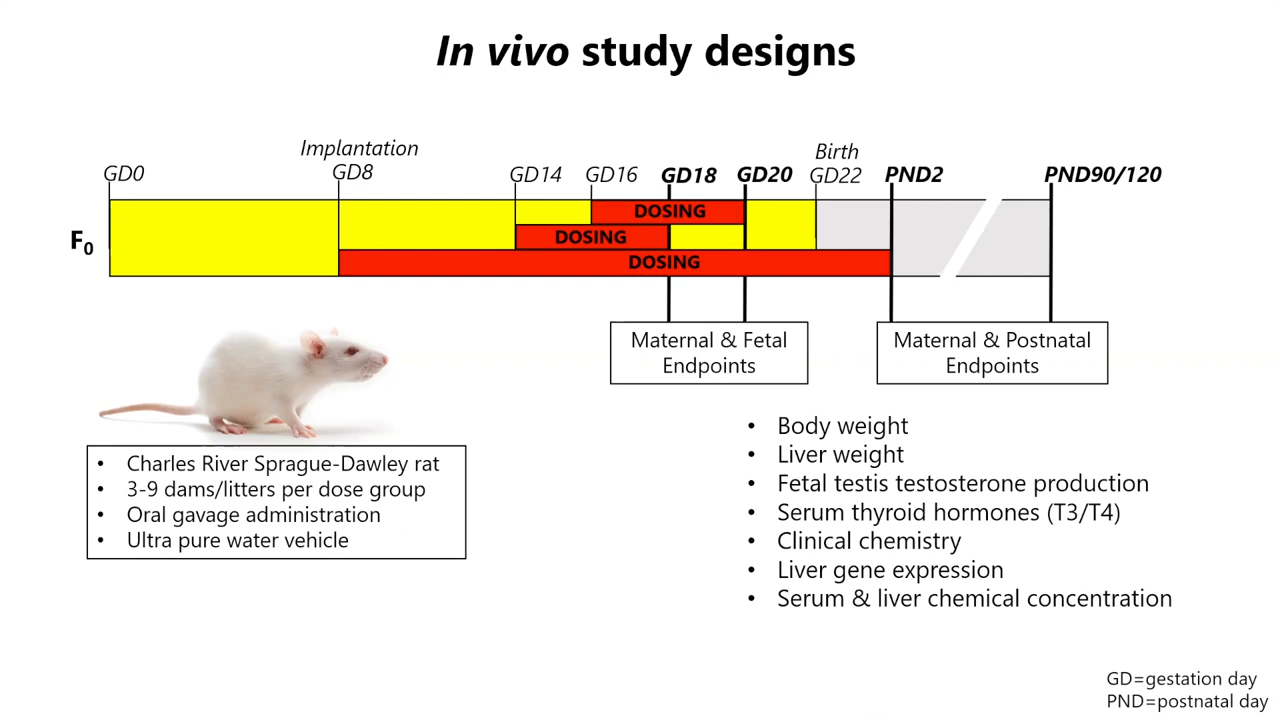 In vivo study designs
Implantation
Birth
GD0
GD8
GD14
GD16
GD18
GD20
GD22
PND2
PND90/120
F0
DOSING
DOSING
DOSING
Maternal & Fetal
Endpoints
Maternal & Postnatal
Endpoints
• Charles River Sprague-Dawley rat
• 3-9 dams/litters per dose group
• Oral gavage administration
• Ultra pure water vehicle
• Body weight
• Liver weight
• Fetal testis testosterone production
• Serum thyroid hormones (T3/T4)
• Clinical chemistry
• Liver gene expression
• Serum & liver chemical concentration
GD=gestation day
PND=postnatal day